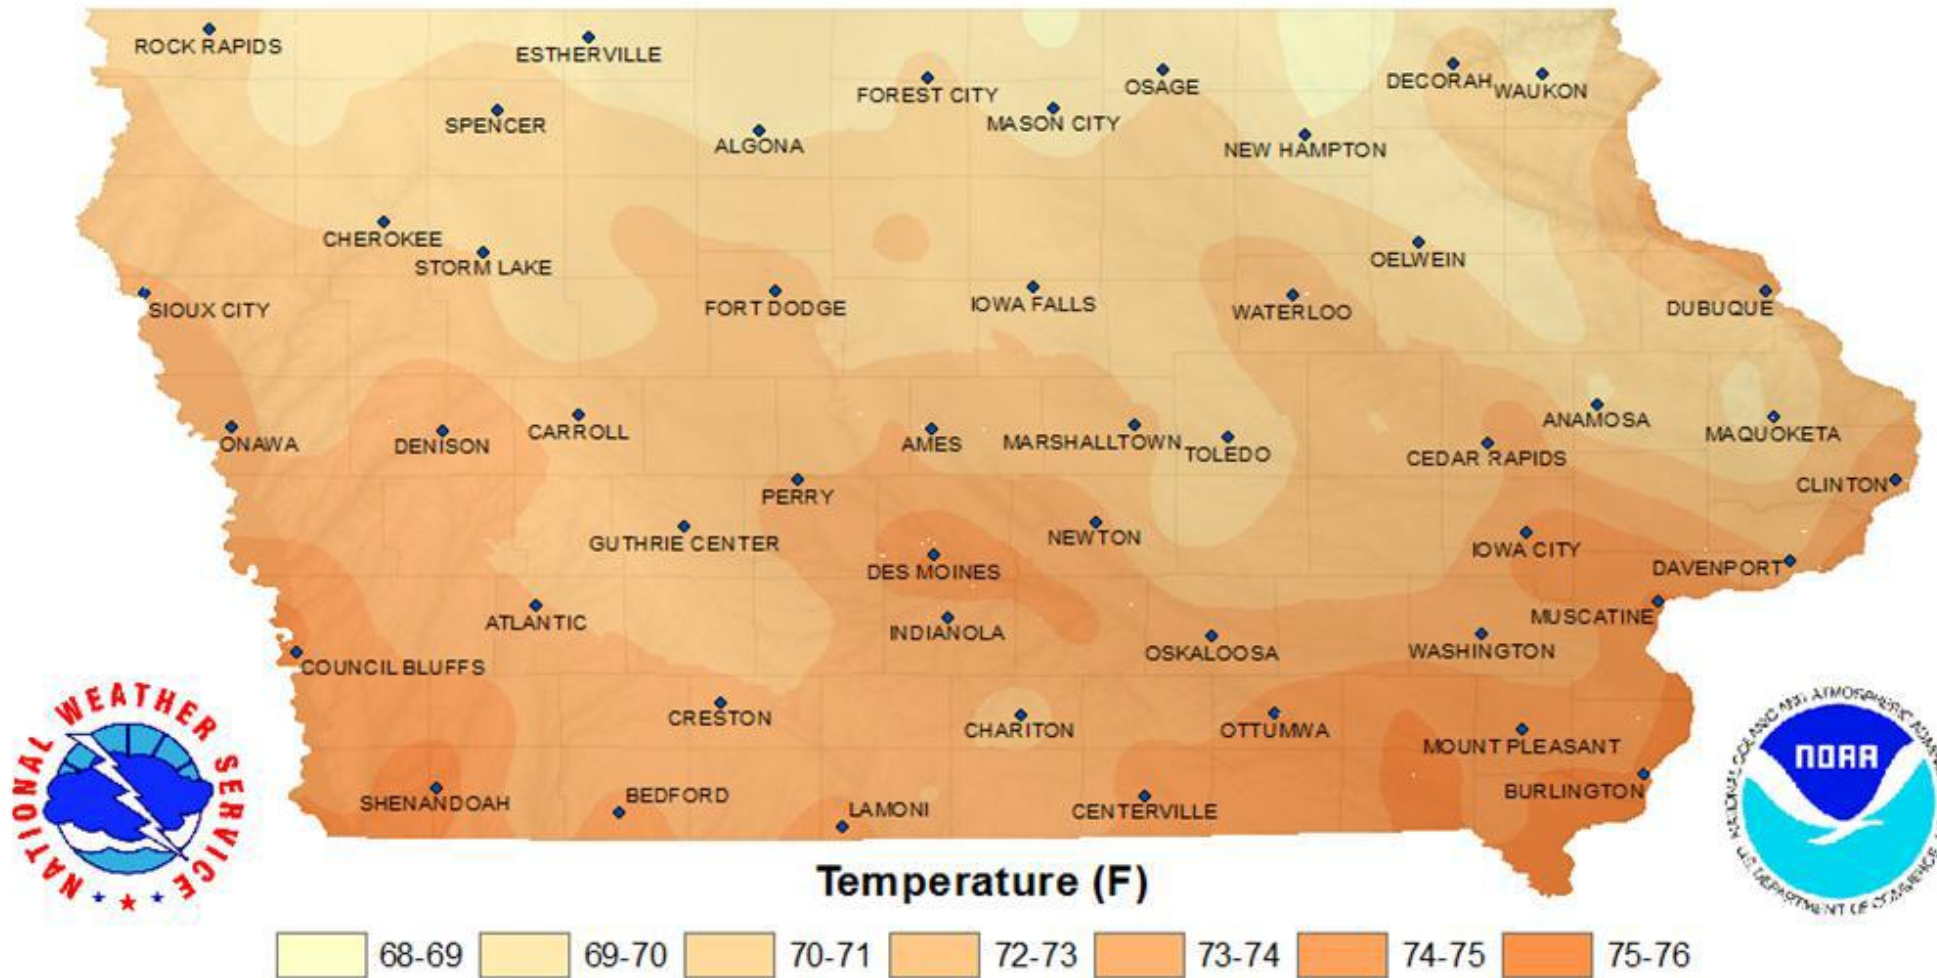 ROCK RAPIDS
ESTHERVILLE
FOREST CITY
OSAGE
DECORAH
WAUKON
SPENCER
MASON CITY
ALGONA
NEW HAMPTON
CHEROKEE
STORM LAKE
OELWEIN
SIOUX CITY
FORT DODGE
IOWA FALLS
WATERLOO
DUBUQUE
ONAWA
DENISON
CARROLL
AMES
MARSHALLTOWN
TOLEDO
CEDAR RAPIDS
ANAMOSA
MAQUOKETA
PERRY
CLINTON
GUTHRIE CENTER
NEWTON
IOWA CITY
DES MOINES
DAVENPORT
ATLANTIC
INDIANOLA
MUSCATINE
OSKALOOSA
WASHINGTON
COUNCIL BLUFFS
CRESTON
CHARITON
OTTUMWA
MOUNT PLEASANT
SHENANDOAH
BEDFORD
LAMONI
CENTERVILLE
BURLINGTON
NATIONAL WEATHER SERVICE
NOAA
U.S. DEPARTMENT OF COMMERCE
Temperature (F)
68-69 69-70 70-71 72-73 73-74 74-75 75-76